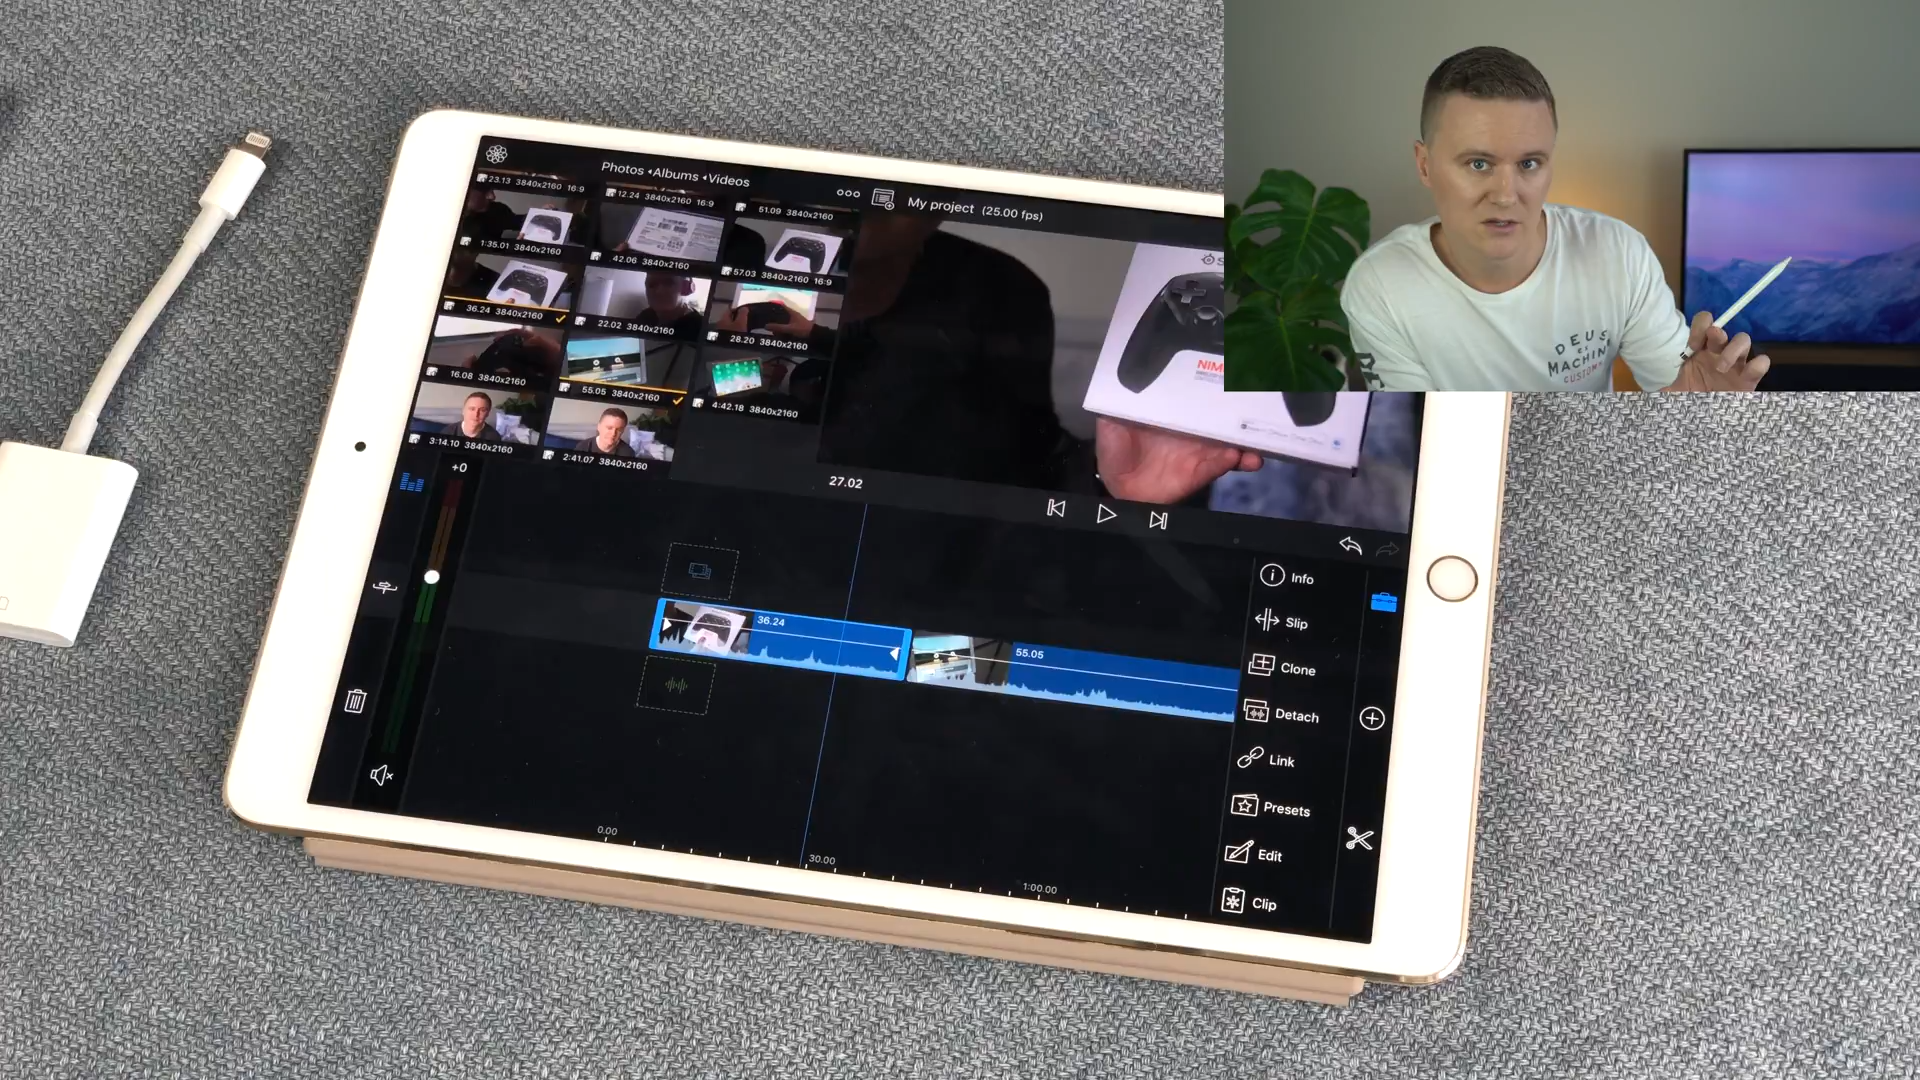 Photos ◂Albums ◂Videos
My project (25.00 fps)
23.13 3840x2160 16:9
12.24 3840x2160 16:9
51.09 3840x2160
1:35.01 3840x2160
42.06 3840x2160
57.03 3840x2160 16:9
36.24 3840x2160
22.02 3840x2160
28.20 3840x2160
16.08 3840x2160
55.05 3840x2160
4:42.18 3840x2160
3:14.10 3840x2160
2:41.07 3840x2160
NIM
DEUS
EX
MACHIN
CUSTOM
+0
27.02
36.24
55.05
Info
Slip
Clone
Detach
Link
Presets
Edit
Clip
0.00
30.00
1:00.00